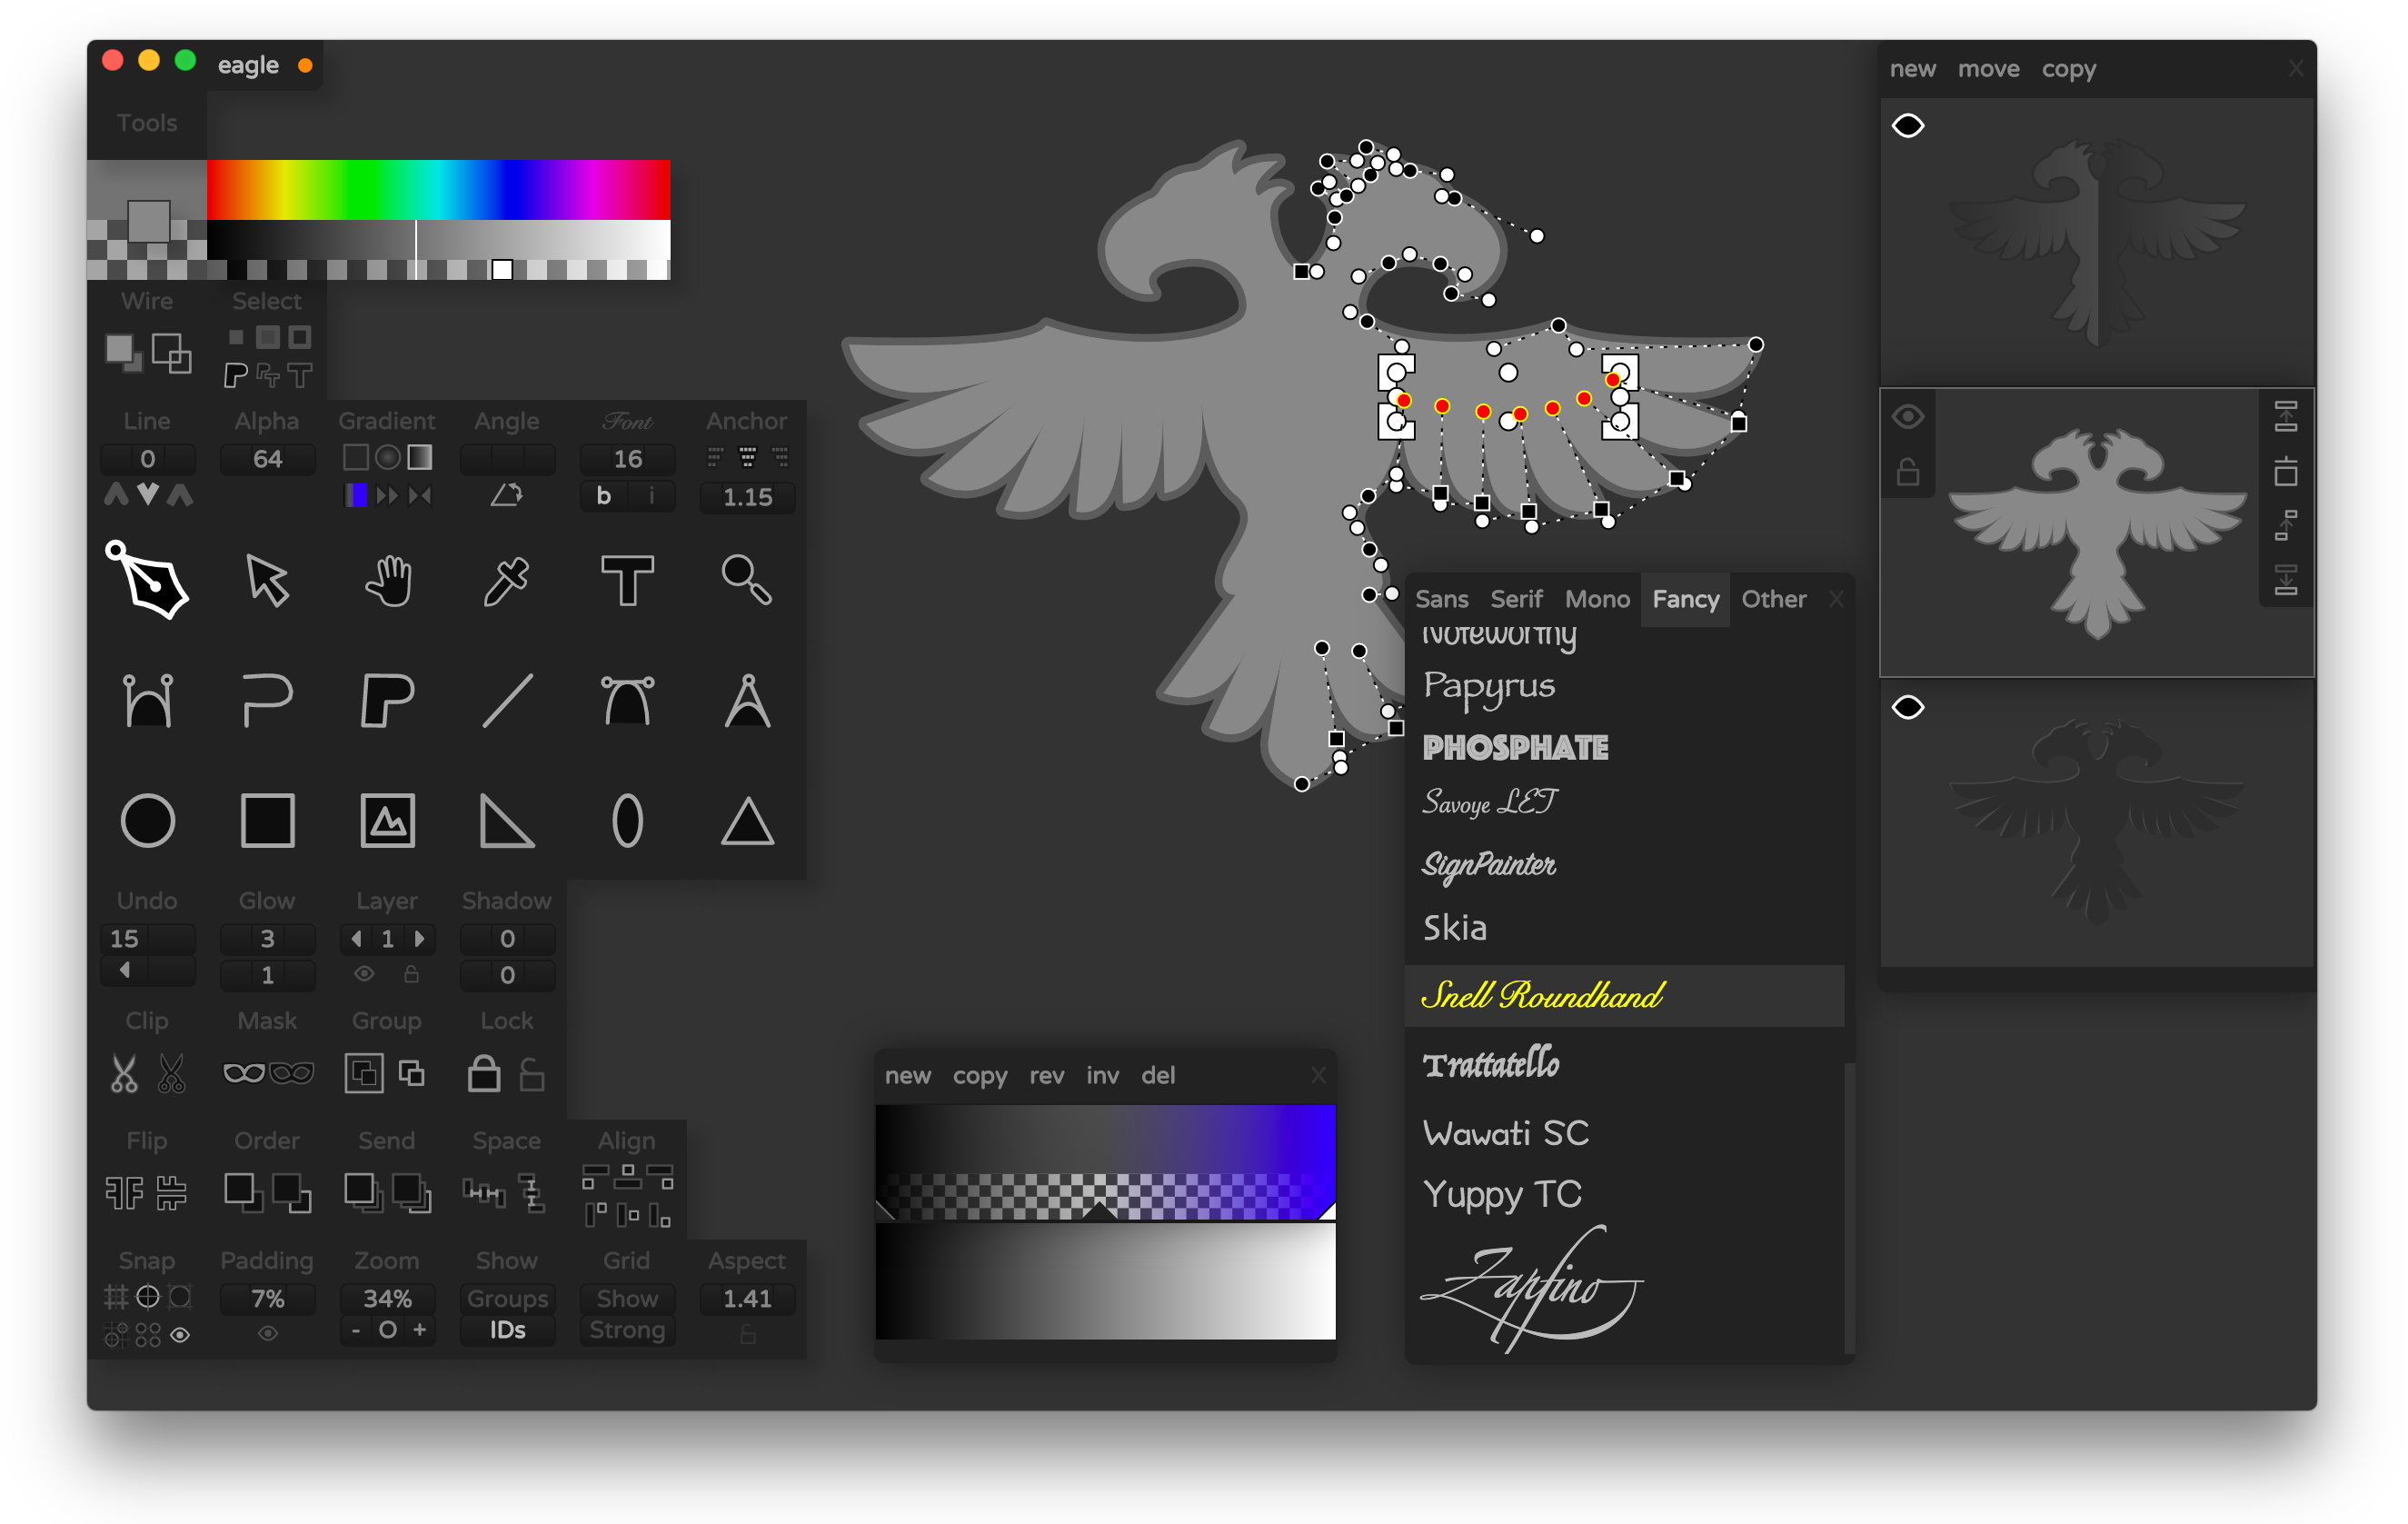 eagle
new move copy X
Tools
Wire Select
Line Alpha Gradient Angle Font Anchor
0 64 16
b i 1.15
Undo Glow Layer Shadow
15 3 1 0
1 0
Clip Mask Group Lock
Flip Order Send Space Align
Snap Padding Zoom Show Grid Aspect
7% 34% Groups Show 1.41
- O + IDs Strong
new copy rev inv del X
Sans Serif Mono Fancy Other X
Noteworthy
Papyrus
PHOSPHATE
Savoye LET
SignPainter
Skia
Snell Roundhand
Trattatello
Wawati SC
Yuppy TC
Zapfino